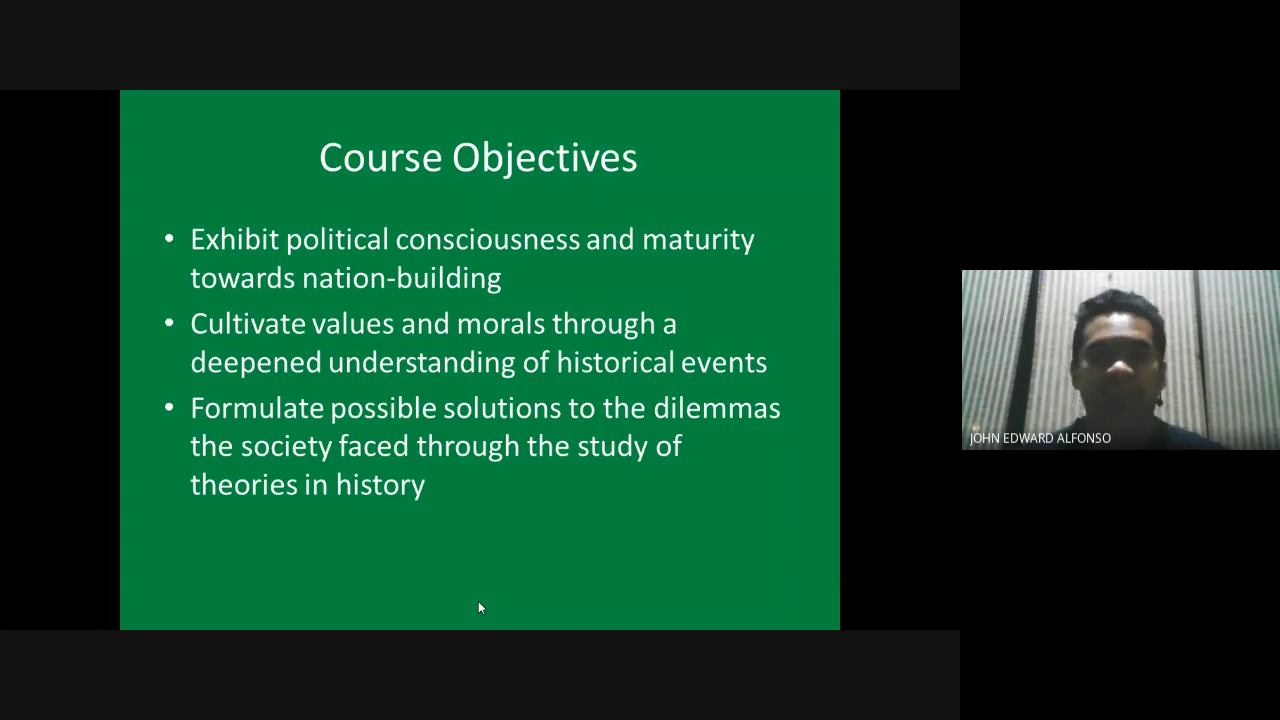 Course Objectives
• Exhibit political consciousness and maturity
towards nation-building
• Cultivate values and morals through a
deepened understanding of historical events
• Formulate possible solutions to the dilemmas
the society faced through the study of
theories in history
JOHN EDWARD ALFONSO